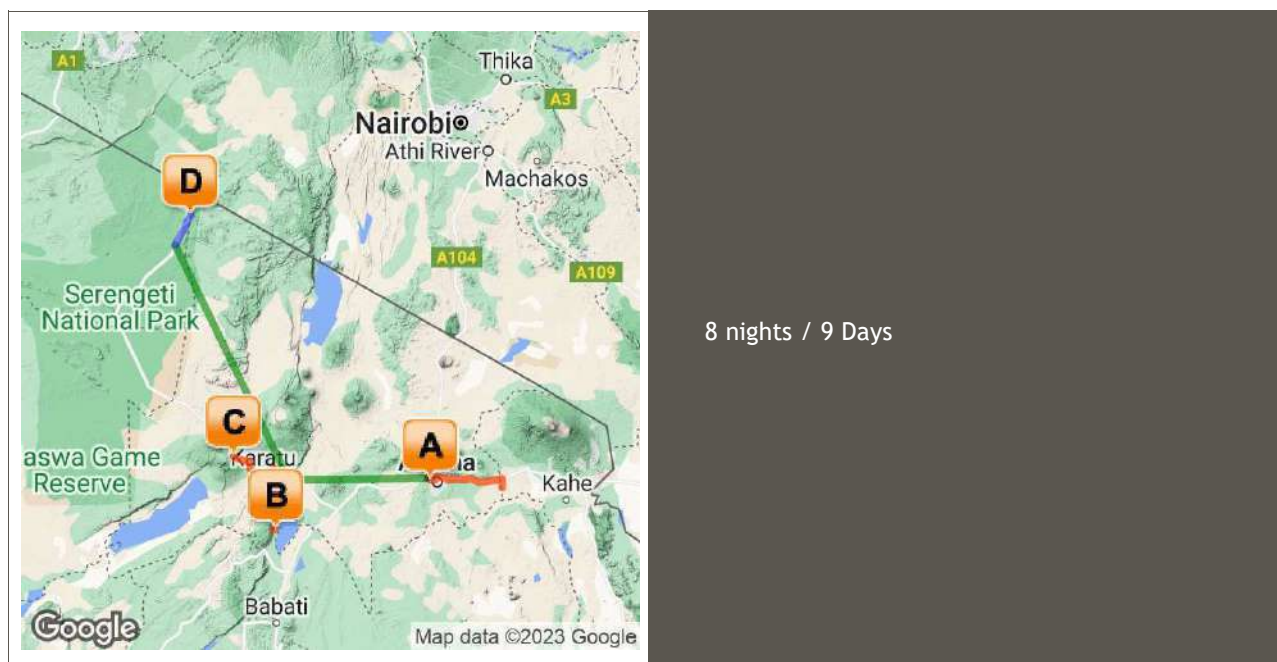 A1
Thika
A3
Nairobi
Athi River
Machakos
D
A104
A109
Serengeti
National Park
C
A
aswa Game
Reserve
Karatu
B
Kahe
Babati
Google
Map data ©2023 Google
8 nights / 9 Days